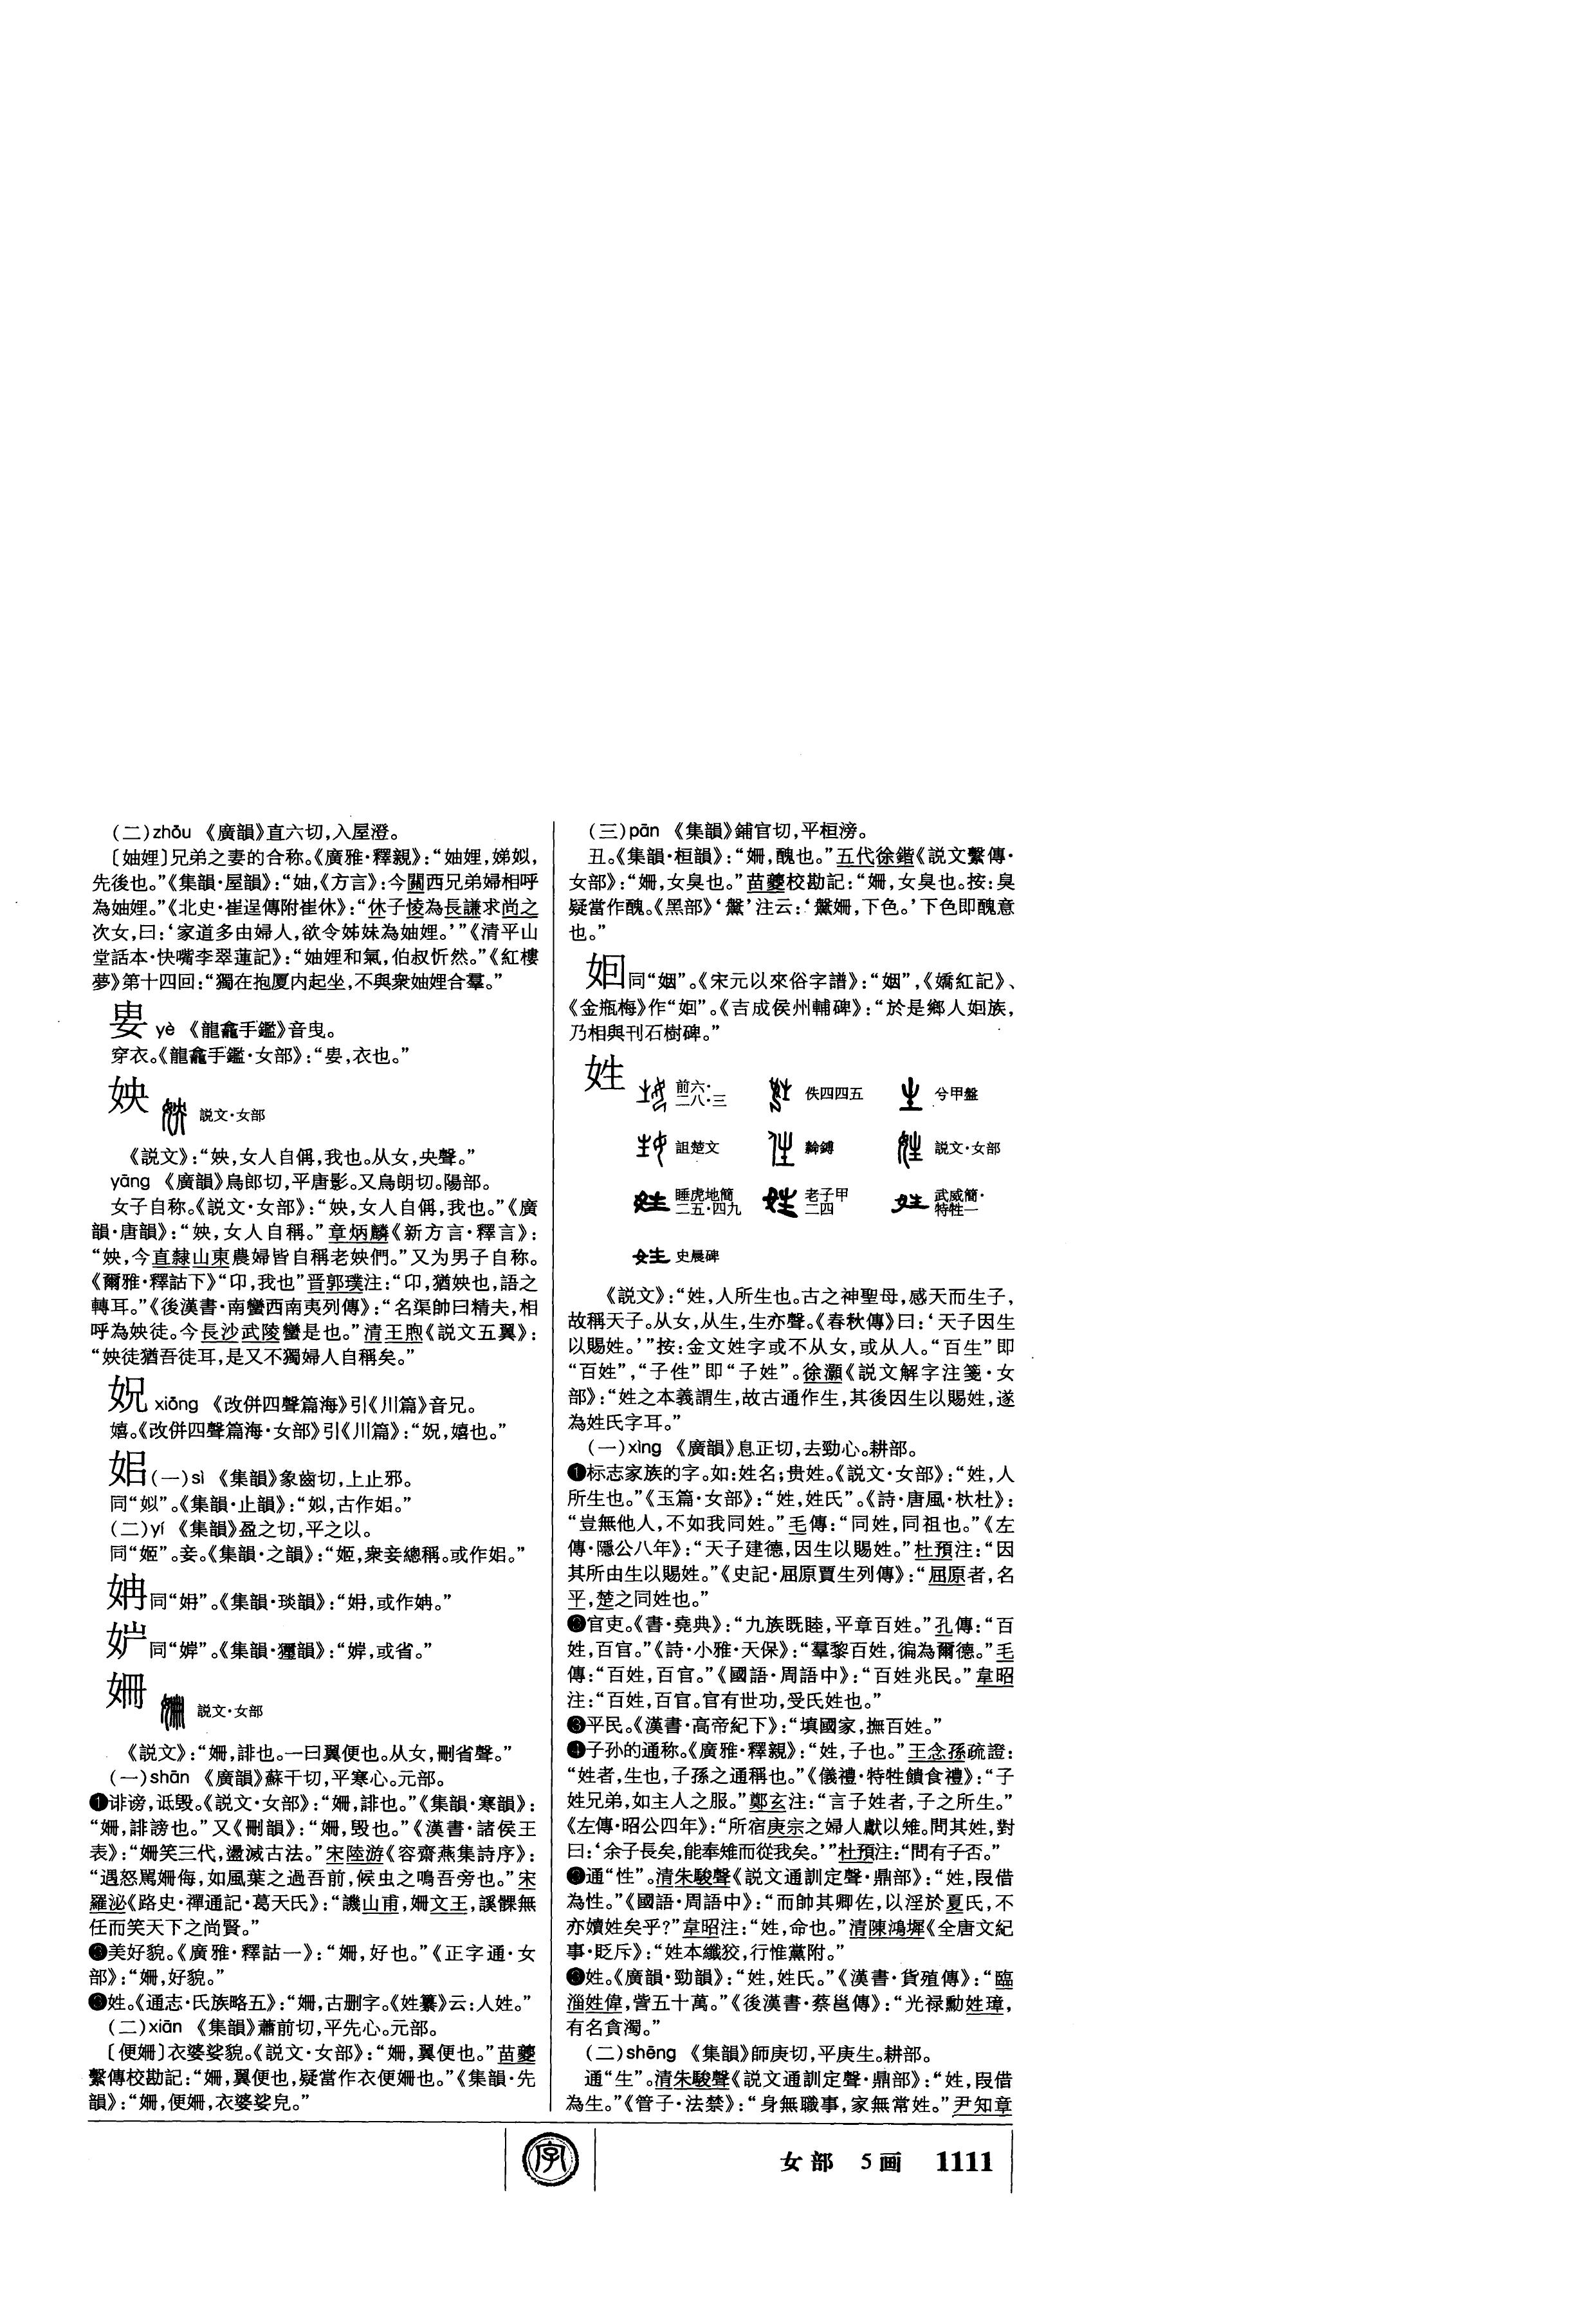 (二)zhōu 《廣韻》直六切,入屋澄。
〔妯娌〕兄弟之妻的合称。《廣雅·釋親》:“妯娌,娣姒,
先後也。”《集韻·屋韻》:“妯,《方言》:今關西兄弟婦相呼
為妯娌。”《北史·崔逞傳附崔休》:“休子㥄為長謙求尚之
次女,曰:‘家道多由婦人,欲令姊妹為妯娌。’”《清平山
堂話本·快嘴李翠蓮記》:“妯娌和氣,伯叔忻然。”《紅樓
夢》第十四回:“獨在抱厦内起坐,不與衆妯娌合羣。”
yè 《龍龕手鑑》音曳。
穿衣。《龍龕手鑑·女部》:“,衣也。”
姎 説文·女部
《説文》:“姎,女人自偁,我也。从女,央聲。”
yāng 《廣韻》烏郎切,平唐影。又烏朗切。陽部。
女子自称。《説文·女部》:“姎,女人自偁,我也。”《廣
韻·唐韻》:“姎,女人自稱。”章炳麟《新方言·釋言》:
“姎,今直隸山東農婦皆自稱老姎們。”又为男子自称。
《爾雅·釋詁下》“卬,我也”晋郭璞注:“卬,猶姎也,語之
轉耳。”《後漢書·南蠻西南夷列傳》:“名渠帥曰精夫,相
呼為姎徒。今長沙武陵蠻是也。”清王煦《説文五翼》:
“姎徒猶吾徒耳,是又不獨婦人自稱矣。”
㚾 xiōng 《改併四聲篇海》引《川篇》音兄。
嬉。《改併四聲篇海·女部》引《川篇》:“,嬉也。”
㚶(一)sì 《集韻》象齒切,上止邪。
同“姒”。《集韻·止韻》:“姒,古作㚶。”
(二)yí 《集韻》盈之切,平之以。
同“姬”。妾。《集韻·之韻》:“姬,衆妾總稱。或作㚶。”
姌同“姌”。《集韻·琰韻》:“姌,或作。”
同“”。《集韻·獮韻》:“,或省。”
姍 説文·女部
《説文》:“姍,誹也。一曰翼便也。从女,刪省聲。”
(一)shān 《廣韻》蘇干切,平寒心。元部。
❶诽谤,诋毁。《説文·女部》:“姍,誹也。”《集韻·寒韻》:
“姍,誹謗也。”又《刪韻》:“姍,毁也。”《漢書·諸侯王
表》:“姍笑三代,盪滅古法。”宋陸游《容齋燕集詩序》:
“遇怒駡姍侮,如風葉之過吾前,候虫之鳴吾旁也。”宋
羅泌《路史·禪通記·葛天氏》:“譏山甫,姍文王,謑髁無
任而笑天下之尚賢。”
❷美好貌。《廣雅·釋詁一》:“姍,好也。”《正字通·女
部》:“姍,好貌。”
❸姓。《通志·氏族略五》:“姍,古删字。《姓纂》云:人姓。”
(二)xiān 《集韻》蕭前切,平先心。元部。
〔便姍〕衣婆娑貌。《説文·女部》:“姍,翼便也。”苗夔
繫傳校勘記:“姍,翼便也,疑當作衣便姍也。”《集韻·先
韻》:“姍,便姍,衣婆娑皃。”
(三)pān 《集韻》鋪官切,平桓滂。
丑。《集韻·桓韻》:“姍,醜也。”五代徐鍇《説文繫傳·
女部》:“姍,女臭也。”苗夔校勘記:“姍,女臭也。按:臭
疑當作醜。《黑部》‘鬗’注云:‘姍,下色。’下色即醜意
也。”
同“姻”。《宋元以來俗字譜》:“姻”,《嬌紅記》、
《金瓶梅》作“”。《吉成侯州輔碑》:“於是鄉人族,
乃相與刊石樹碑。”
姓 前六·二八·三 佚四四五 兮甲盤
詛楚文 䋣鎛 説文·女部
睡虎地簡二五·四九 老子甲二四 武威簡·特牲一
史晨碑
《説文》:“姓,人所生也。古之神聖母,感天而生子,
故稱天子。从女,从生,生亦聲。《春秋傳》曰:‘天子因生
以賜姓。’”按:金文姓字或不从女,或从人。“百生”即
“百姓”,“子㑅”即“子姓”。徐灝《説文解字注箋·女
部》:“姓之本義謂生,故古通作生,其後因生以賜姓,遂
為姓氏字耳。”
(一)xìng 《廣韻》息正切,去勁心。耕部。
❶标志家族的字。如:姓名;贵姓。《説文·女部》:“姓,人
所生也。”《玉篇·女部》:“姓,姓氏”。《詩·唐風·杕杜》:
“豈無他人,不如我同姓。”毛傳:“同姓,同祖也。”《左
傳·隱公八年》:“天子建德,因生以賜姓。”杜預注:“因
其所由生以賜姓。”《史記·屈原賈生列傳》:“屈原者,名
平,楚之同姓也。”
❷官吏。《書·堯典》:“九族既睦,平章百姓。”孔傳:“百
姓,百官。”《詩·小雅·天保》:“羣黎百姓,徧為爾德。”毛
傳:“百姓,百官。”《國語·周語中》:“百姓兆民。”韋昭
注:“百姓,百官。官有世功,受氏姓也。”
❸平民。《漢書·高帝紀下》:“填國家,撫百姓。”
❹子孙的通称。《廣雅·釋親》:“姓,子也。”王念孫疏證:
“姓者,生也,子孫之通稱也。”《儀禮·特牲饋食禮》:“子
姓兄弟,如主人之服。”鄭玄注:“言子姓者,子之所生。”
《左傳·昭公四年》:“所宿庚宗之婦人獻以雉。問其姓,對
曰:‘余子長矣,能奉雉而從我矣。’”杜預注:“問有子否。”
❺通“性”。清朱駿聲《説文通訓定聲·鼎部》:“姓,叚借
為性。”《國語·周語中》:“而帥其卿佐,以淫於夏氏,不
亦嬻姓矣乎?”韋昭注:“姓,命也。”清陳鴻墀《全唐文紀
事·貶斥》:“姓本纖狡,行惟黨附。”
❻姓。《廣韻·勁韻》:“姓,姓氏。”《漢書·貨殖傳》:“臨
淄姓偉,訾五十萬。”《後漢書·蔡邕傳》:“光禄勳姓璋,
有名貪濁。”
(二)shēng 《集韻》師庚切,平庚生。耕部。
通“生”。清朱駿聲《説文通訓定聲·鼎部》:“姓,叚借
為生。”《管子·法禁》:“身無職事,家無常姓。”尹知章
字
女部 5画 1111